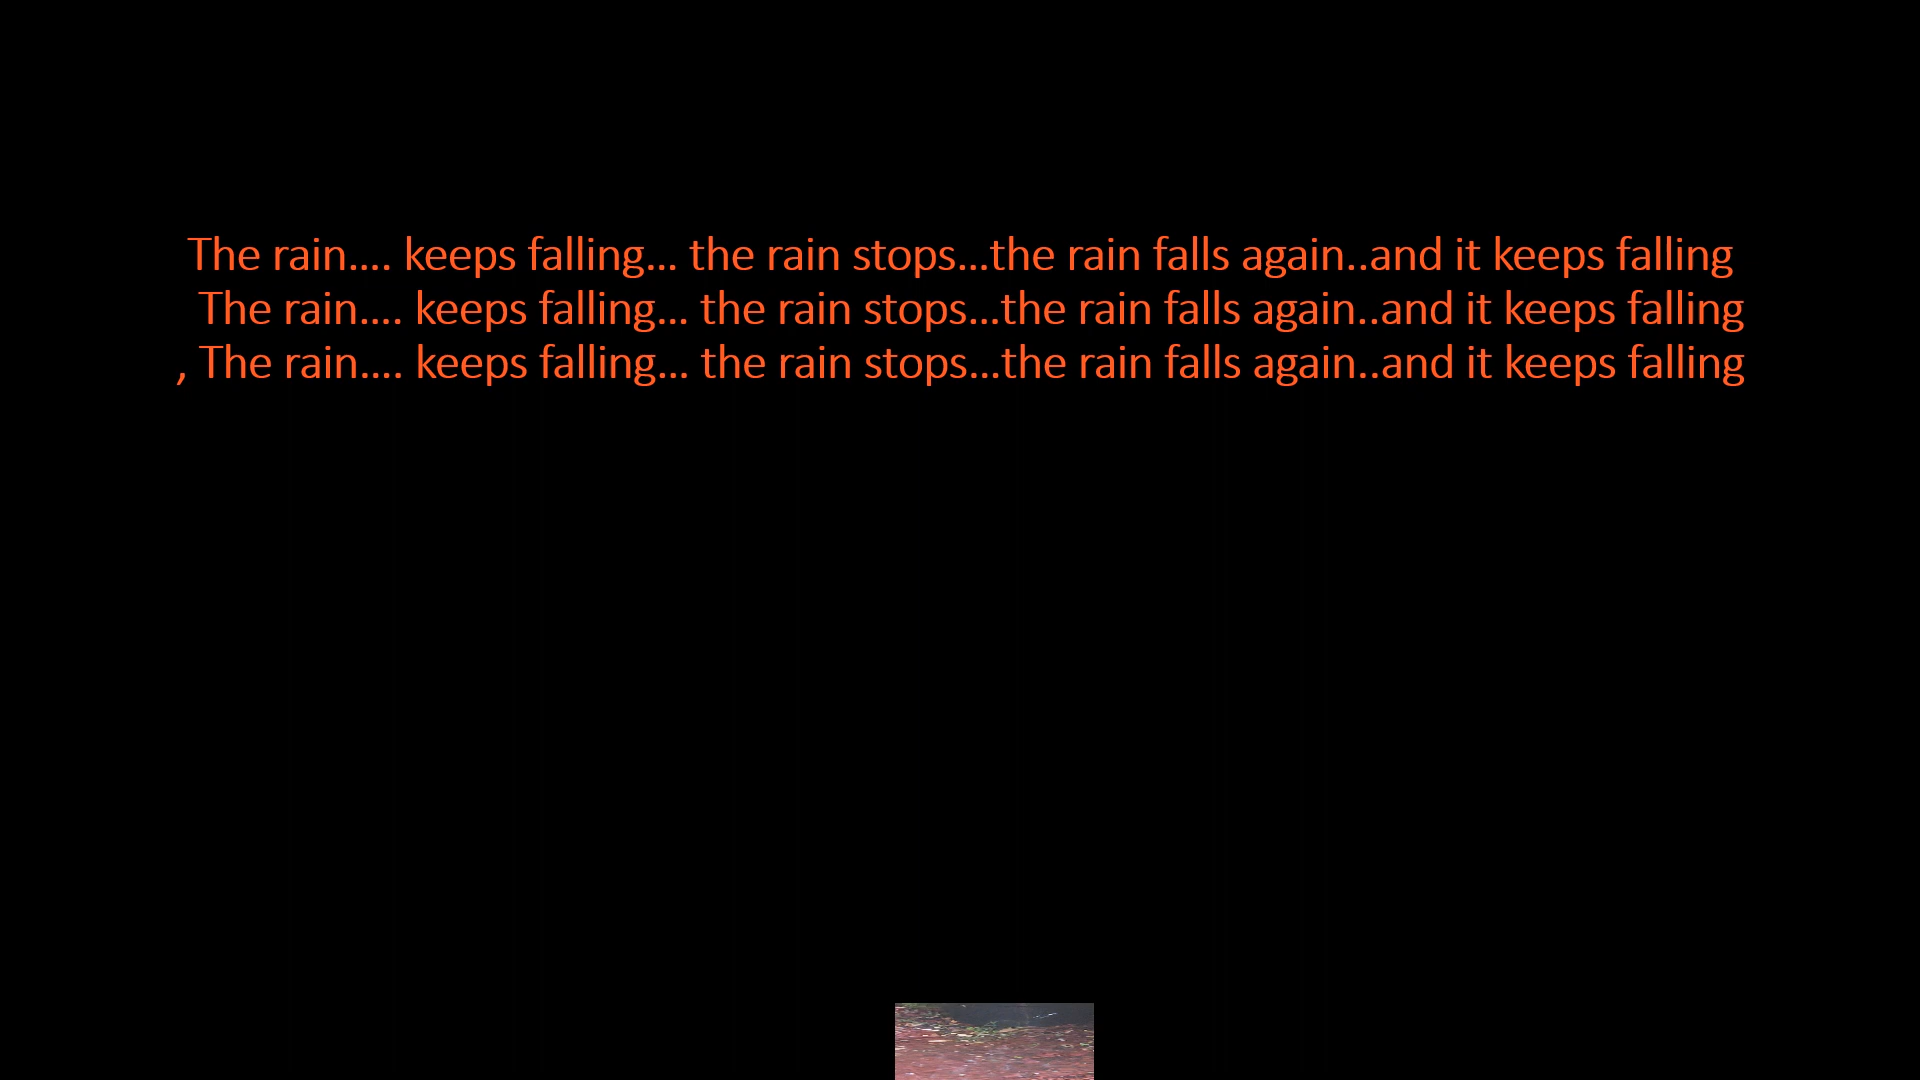 The rain.... keeps falling... the rain stops...the rain falls again..and it keeps falling
The rain.... keeps falling... the rain stops...the rain falls again..and it keeps falling
, The rain.... keeps falling... the rain stops...the rain falls again..and it keeps falling